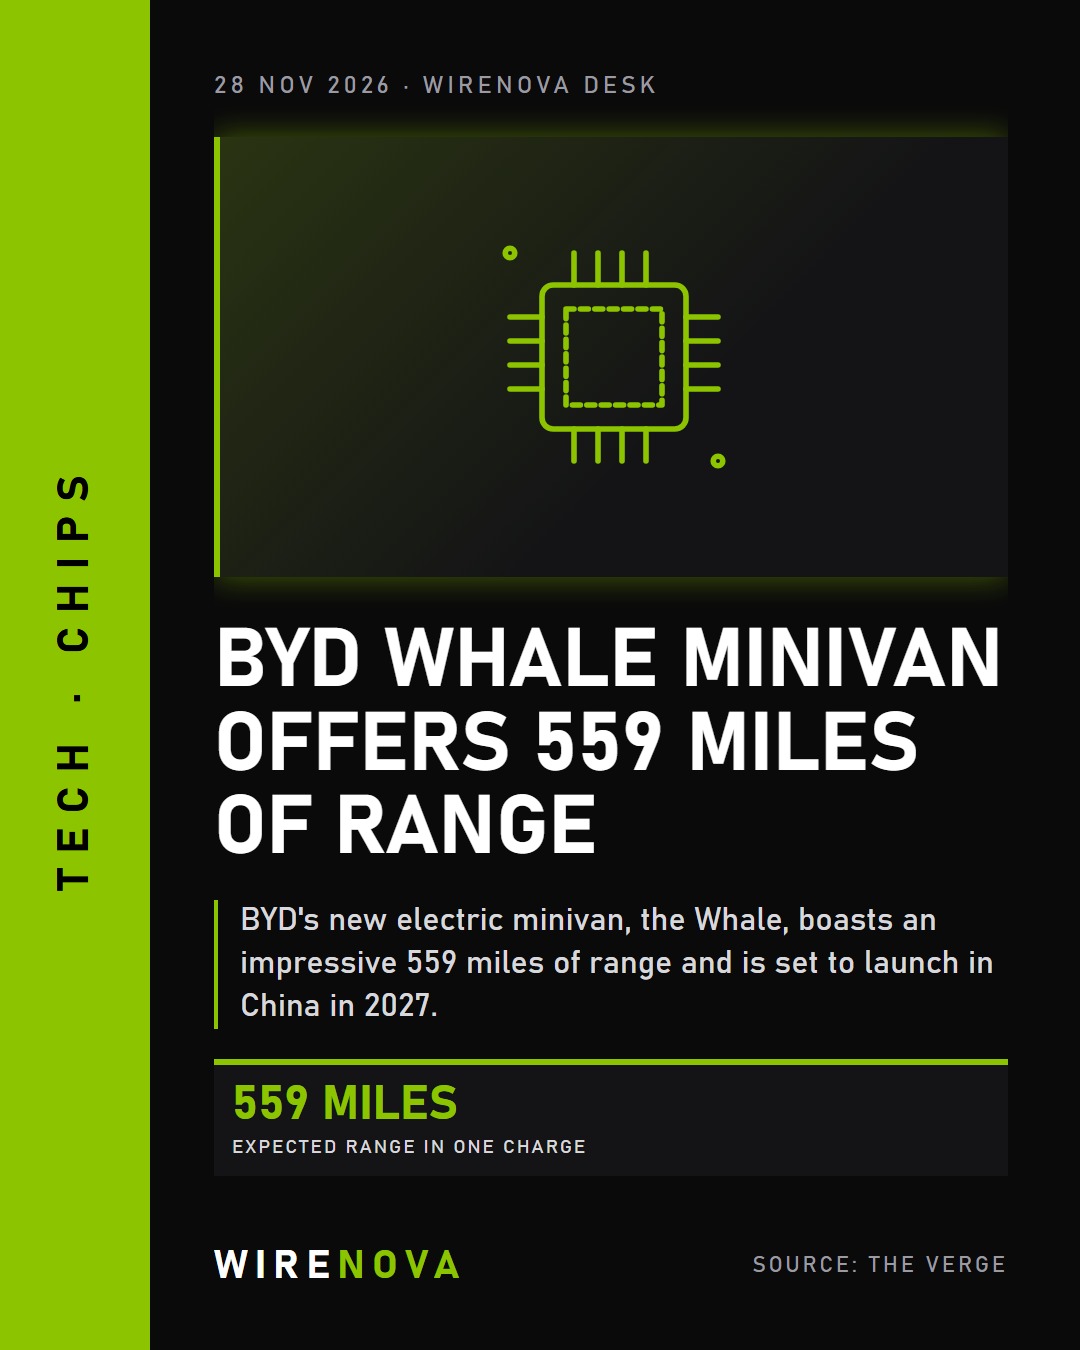 TECH · CHIPS
28 NOV 2026 · WIRENOVA DESK
BYD WHALE MINIVAN
OFFERS 559 MILES
OF RANGE
BYD's new electric minivan, the Whale, boasts an
impressive 559 miles of range and is set to launch in
China in 2027.
559 MILES
EXPECTED RANGE IN ONE CHARGE
WIRENOVA
SOURCE: THE VERGE